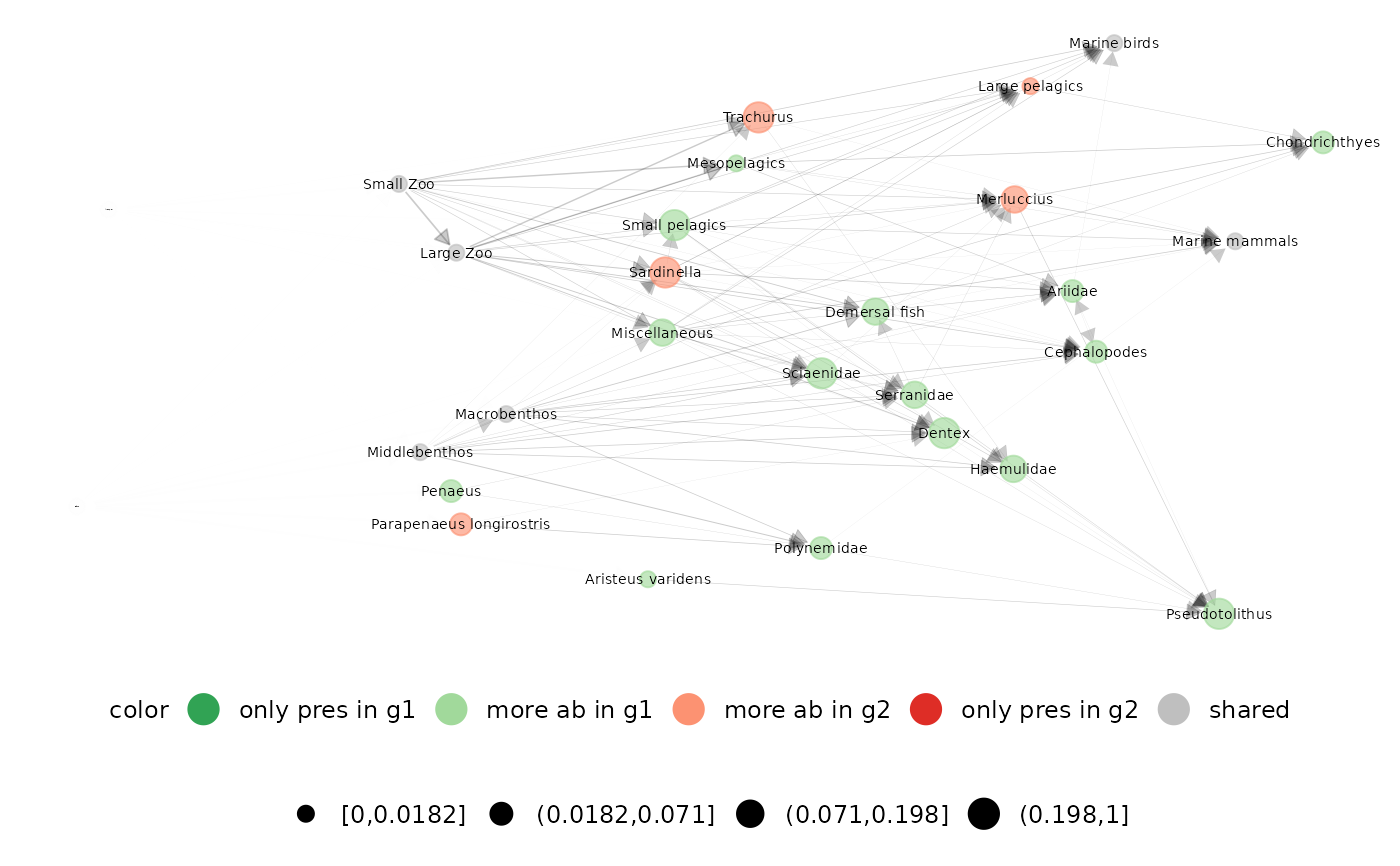 Marine birds
Large pelagics
Trachurus
Chondrichthyes
Mesopelagics
Small Zoo
Merluccius
Small pelagics
Marine mammals
Large Zoo
Sardinella
Ariidae
Demersal fish
Miscellaneous
Cephalopodes
Sciaenidae
Serranidae
Macrobenthos
Dentex
Middlebenthos
Haemulidae
Penaeus
Parapenaeus longirostris
Polynemidae
Aristeus varidens
Pseudotolithus
color only pres in g1 more ab in g1 more ab in g2 only pres in g2 shared
[0,0.0182] (0.0182,0.071] (0.071,0.198] (0.198,1]